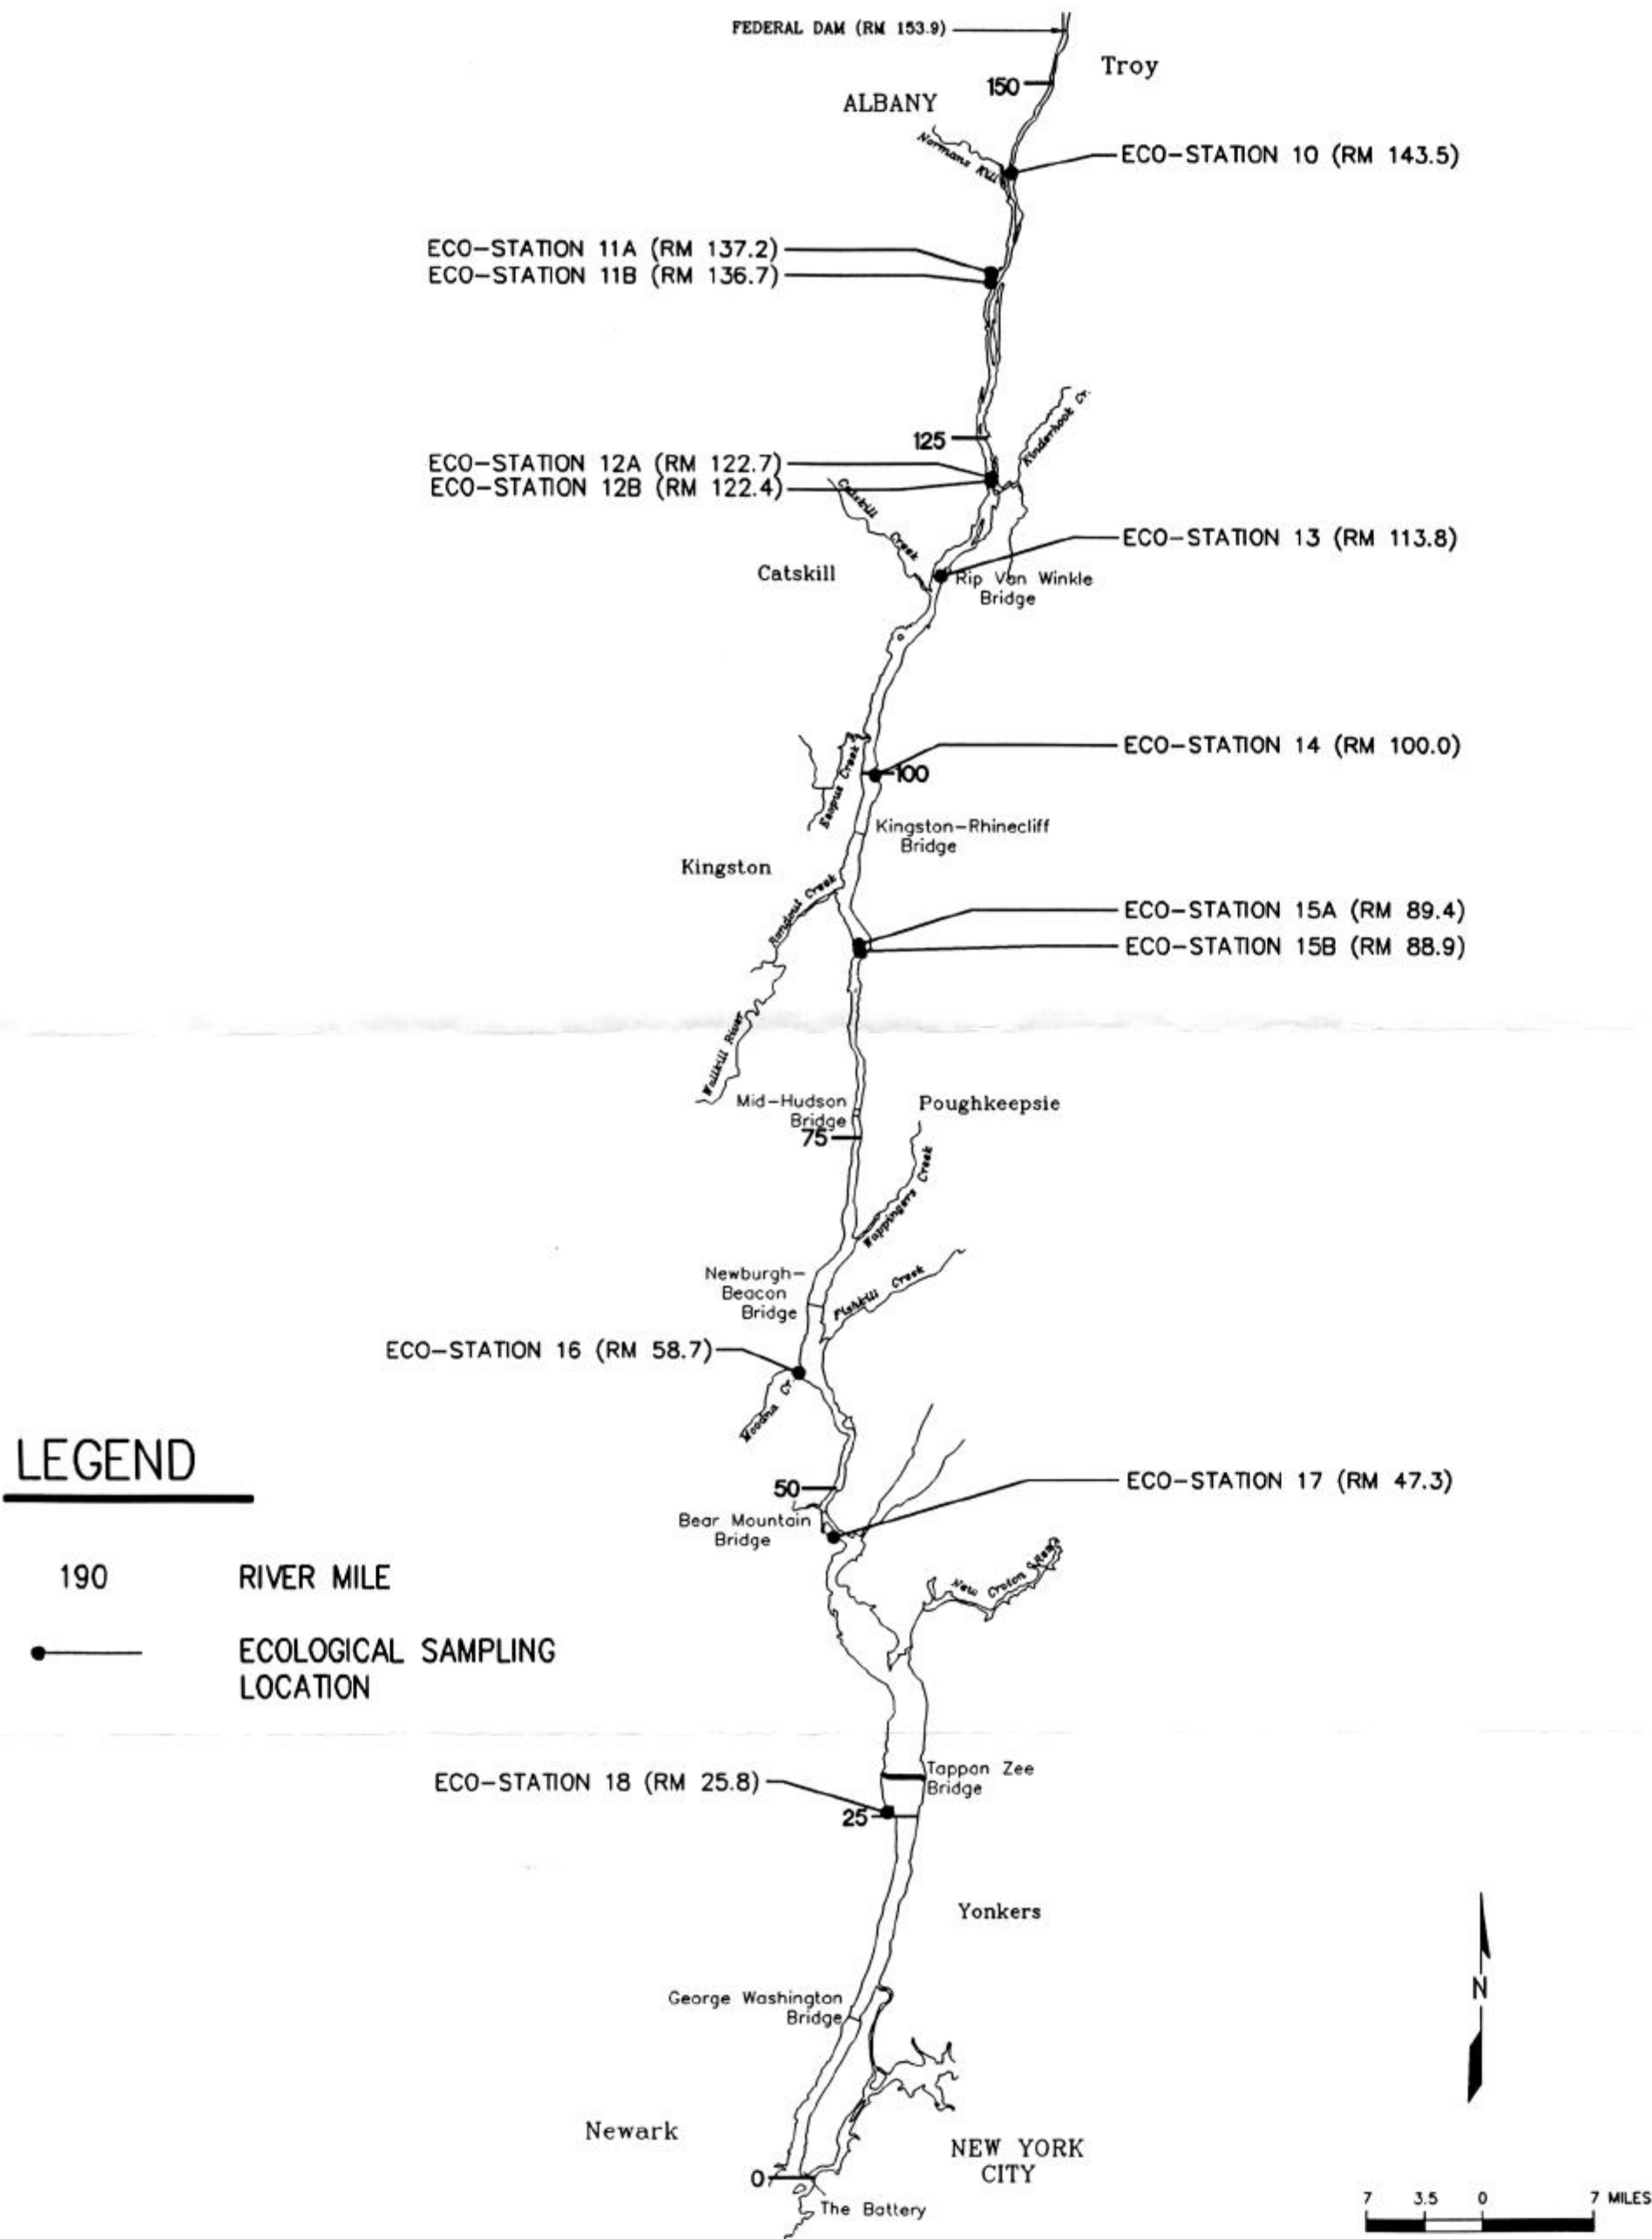 FEDERAL DAM (RM 153.9)
Troy
150
ALBANY
Normans Kill
ECO-STATION 10 (RM 143.5)
ECO-STATION 11A (RM 137.2)
ECO-STATION 11B (RM 136.7)
Kinderhook Cr.
125
ECO-STATION 12A (RM 122.7)
ECO-STATION 12B (RM 122.4)
Catskill Creek
ECO-STATION 13 (RM 113.8)
Catskill
Rip Van Winkle
Bridge
ECO-STATION 14 (RM 100.0)
100
Esopus Creek
Kingston-Rhinecliff
Bridge
Kingston
Rondout Creek
ECO-STATION 15A (RM 89.4)
ECO-STATION 15B (RM 88.9)
Wallkill River
Mid-Hudson
Bridge
Poughkeepsie
75
Wappingers Creek
Newburgh-
Beacon
Bridge
Fishkill Creek
ECO-STATION 16 (RM 58.7)
Moodna Cr.
LEGEND
50
ECO-STATION 17 (RM 47.3)
Bear Mountain
Bridge
190
RIVER MILE
New Croton
ECOLOGICAL SAMPLING
LOCATION
Tappan Zee
Bridge
ECO-STATION 18 (RM 25.8)
25
Yonkers
N
George Washington
Bridge
Newark
NEW YORK
CITY
0
The Battery
7 3.5 0 7 MILES